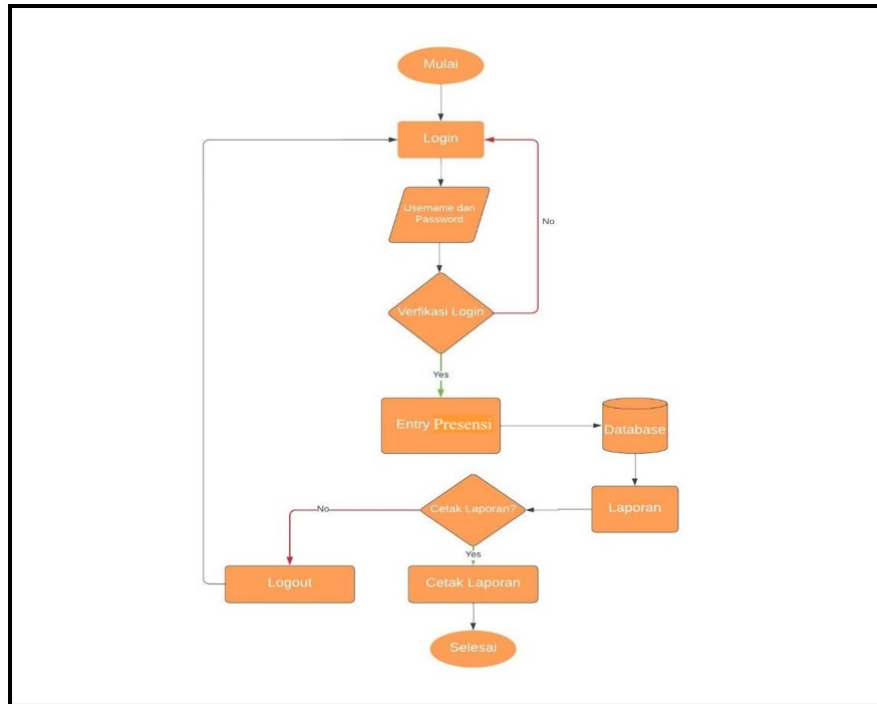 Mulai
Login
Username dan
Password
No
Verfikasi Login
Yes
Entry Presensi
Database
Cetak Laporan?
Laporan
No
Yes
Logout
Cetak Laporan
Selesai